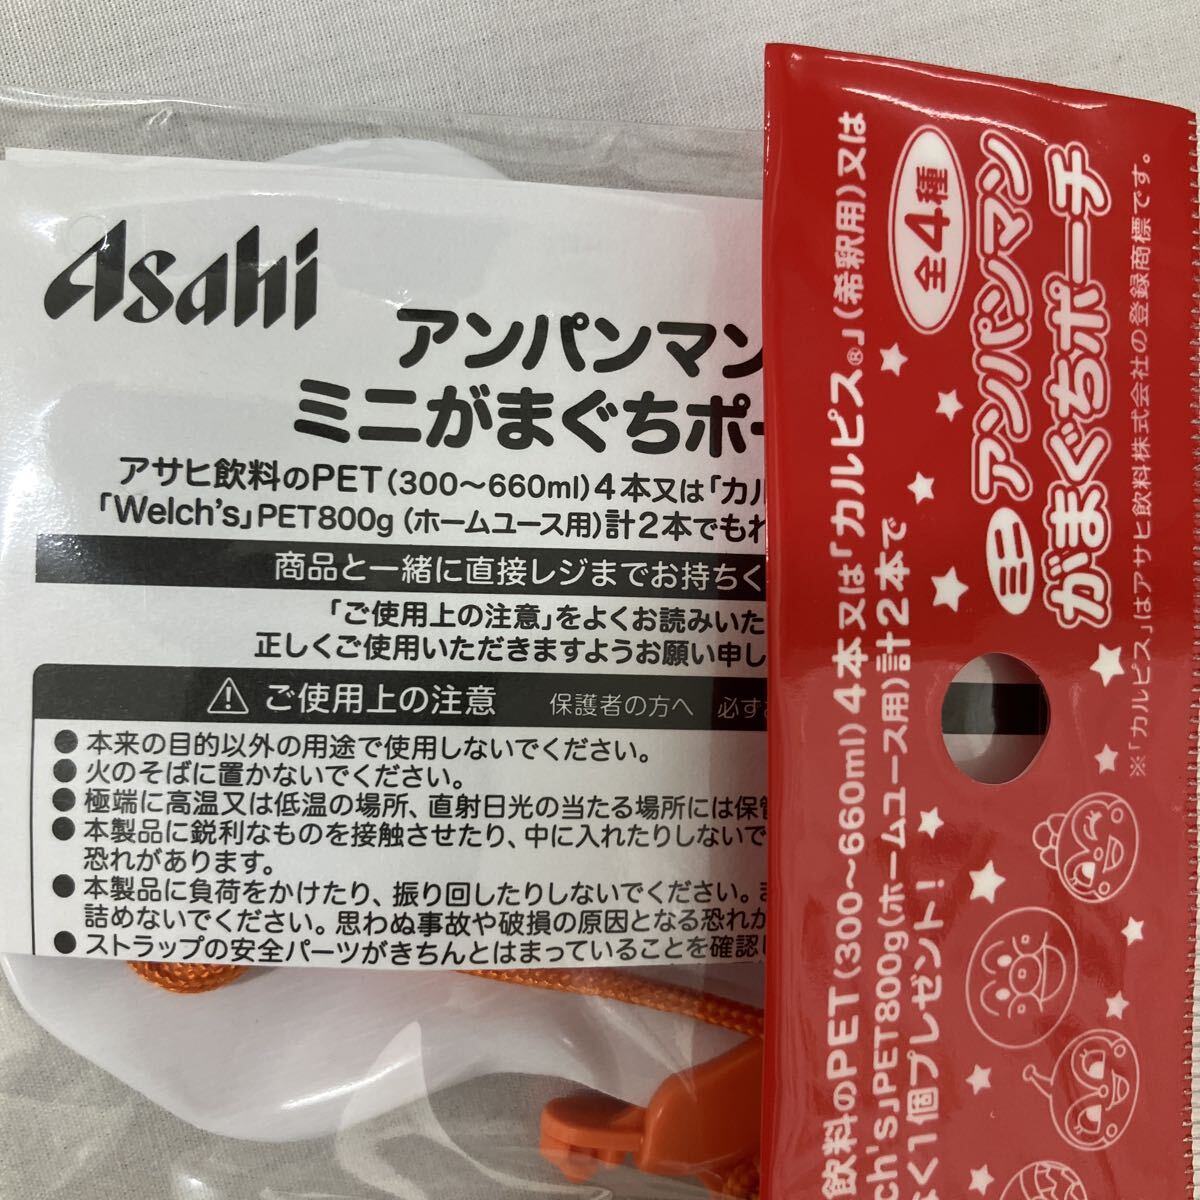 Asahi
アンパンマン
ミニがまぐちポー
アサヒ飲料のPET(300〜660ml)4本又は「カル
「Welch's」PET800g(ホームユース用)計2本でもれ
商品と一緒に直接レジまでお持ちく
「ご使用上の注意」をよくお読みいた
正しくご使用いただきますようお願い申し
⚠ ご使用上の注意 保護者の方へ 必ず
●本来の目的以外の用途で使用しないでください。
●火のそばに置かないでください。
●極端に高温又は低温の場所、直射日光の当たる場所には保管
●本製品に鋭利なものを接触させたり、中に入れたりしないで
恐れがあります。
●本製品に負荷をかけたり、振り回したりしないでください。
詰めないでください。思わぬ事故や破損の原因となる恐れが
●ストラップの安全パーツがきちんとはまっていることを確認し
全4種
ミニ アンパンマン
がまぐちポーチ
※「カルピス」はアサヒ飲料株式会社の登録商標です。
飲料のPET(300〜660ml)4本又は「カルピス®」(希釈用)又は
ch's」PET800g(ホームユース用)計2本で
く1個プレゼント!